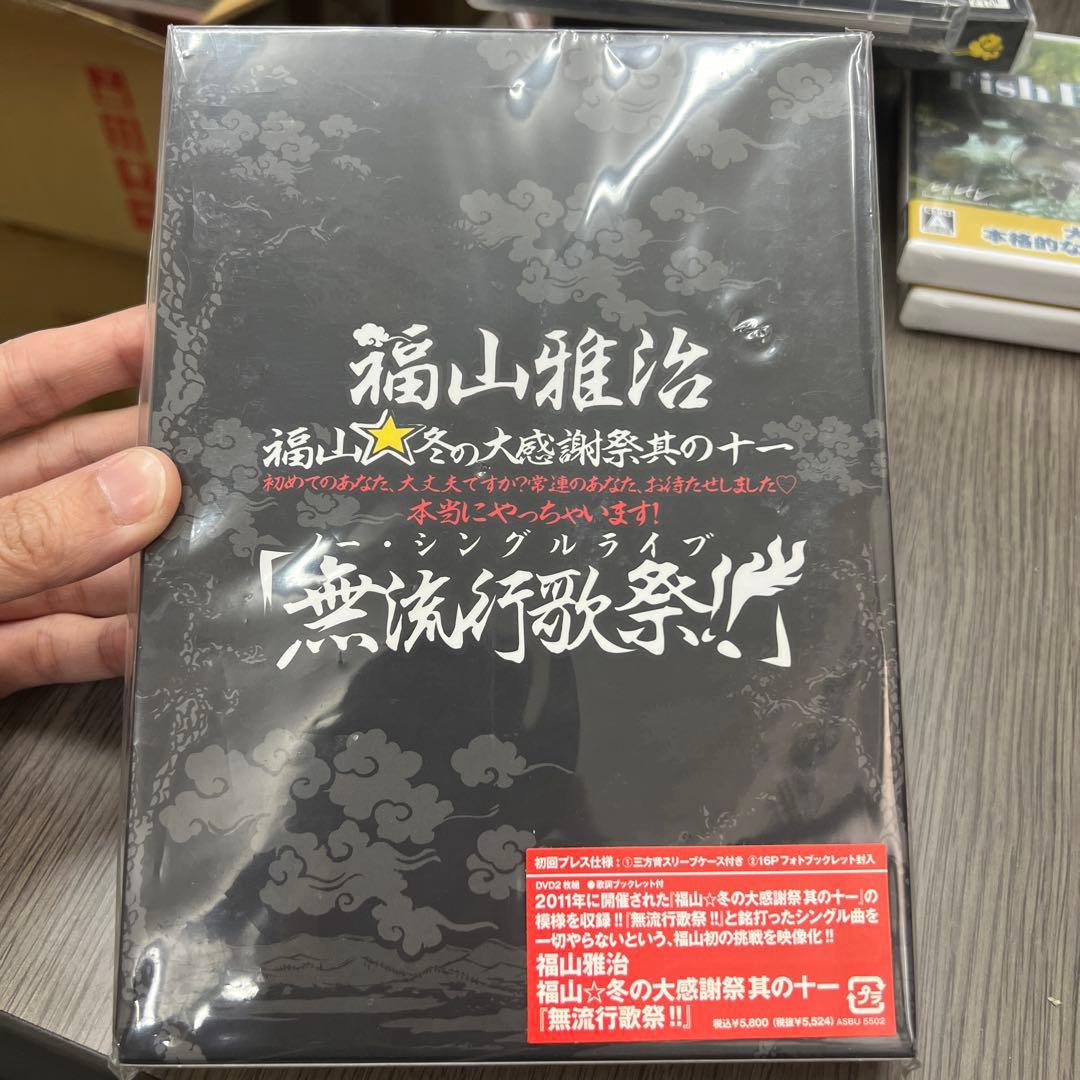 福山雅治
福山☆冬の大感謝祭其の十一
初めてのあなた、大丈夫ですか?常連のあなた、お待たせしました♡
本当にやっちゃいます!
ノー・シングルライブ
「無流行歌祭!!」
初回プレス仕様:①三方背スリーブケース付き ②16Pフォトブックレット封入
DVD2枚組 ●歌詞ブックレット付
2011年に開催された『福山☆冬の大感謝祭 其の十一』の
模様を収録!!『無流行歌祭!!』と銘打ったシングル曲を
一切やらないという、福山初の挑戦を映像化!!
福山雅治
福山☆冬の大感謝祭 其の十一
『無流行歌祭!!』
プラ
税込¥5,800(税抜¥5,524) ASBU 5502
本格的な